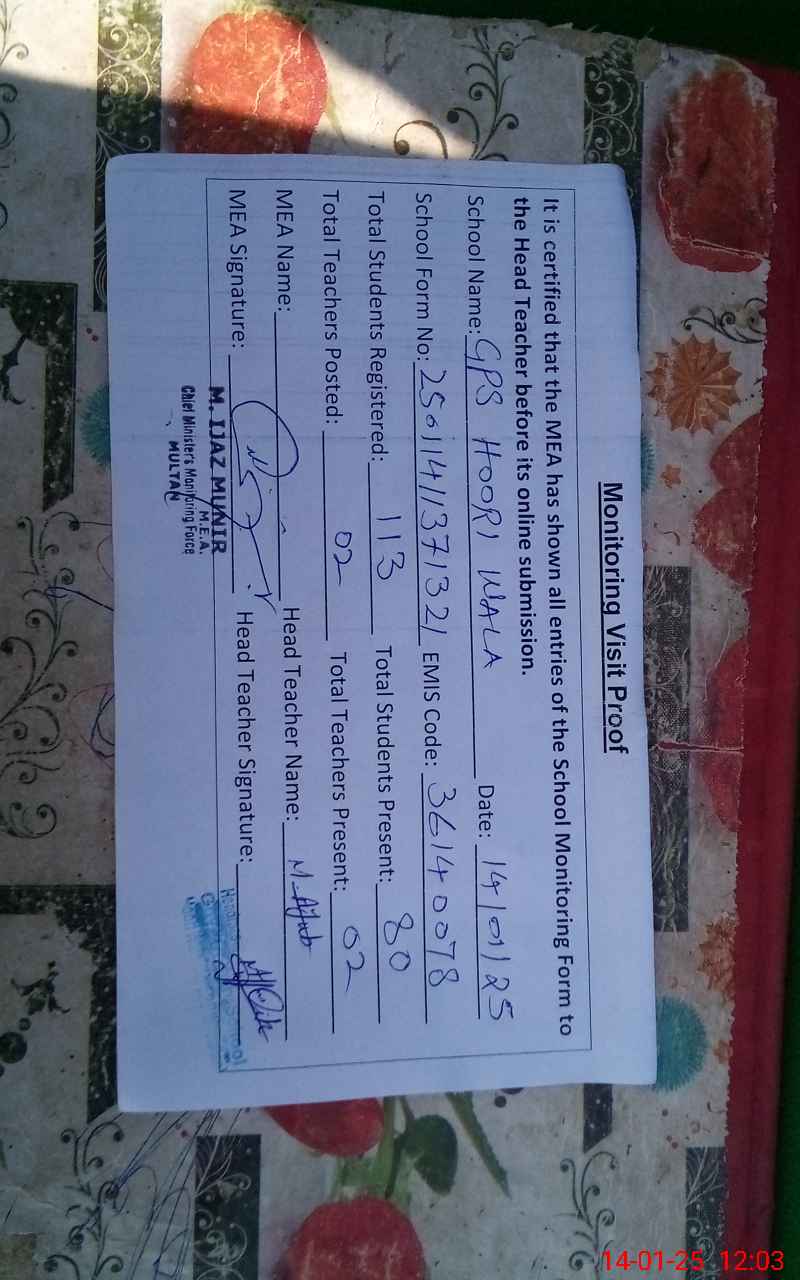 Monitoring Visit Proof
It is certified that the MEA has shown all entries of the School Monitoring Form to
the Head Teacher before its online submission.
School Name: GPS HOORI WALA Date: 14/01/25
School Form No: 25011411371321 EMIS Code: 36140078
Total Students Registered: 113 Total Students Present: 80
Total Teachers Posted: 02 Total Teachers Present: 02
MEA Name: Head Teacher Name:
MEA Signature: Head Teacher Signature:
M. IJAZ MUNIR
M.E.A.
Chief Minister's Monitoring Force
MULTAN
14-01-25 12:03